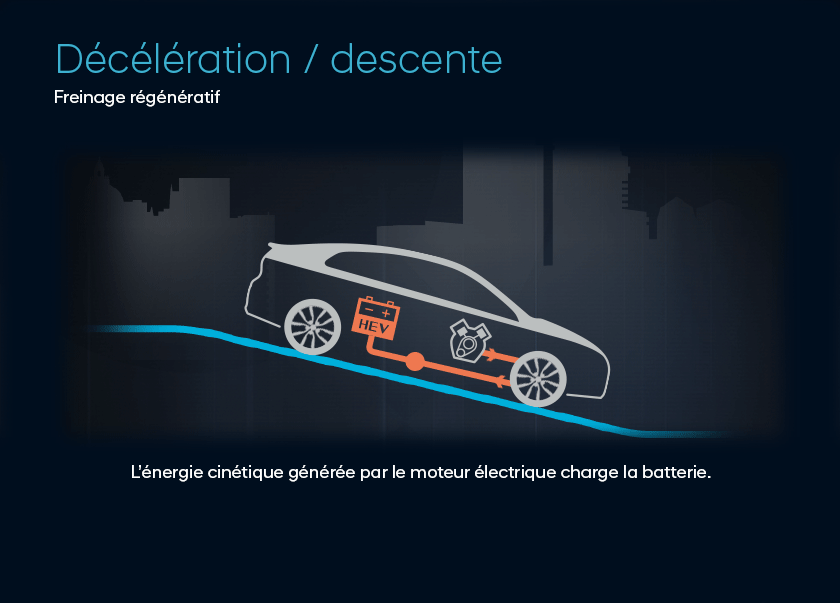 Décélération / descente
Freinage régénératif
- +
HEV
L'énergie cinétique générée par le moteur électrique charge la batterie.